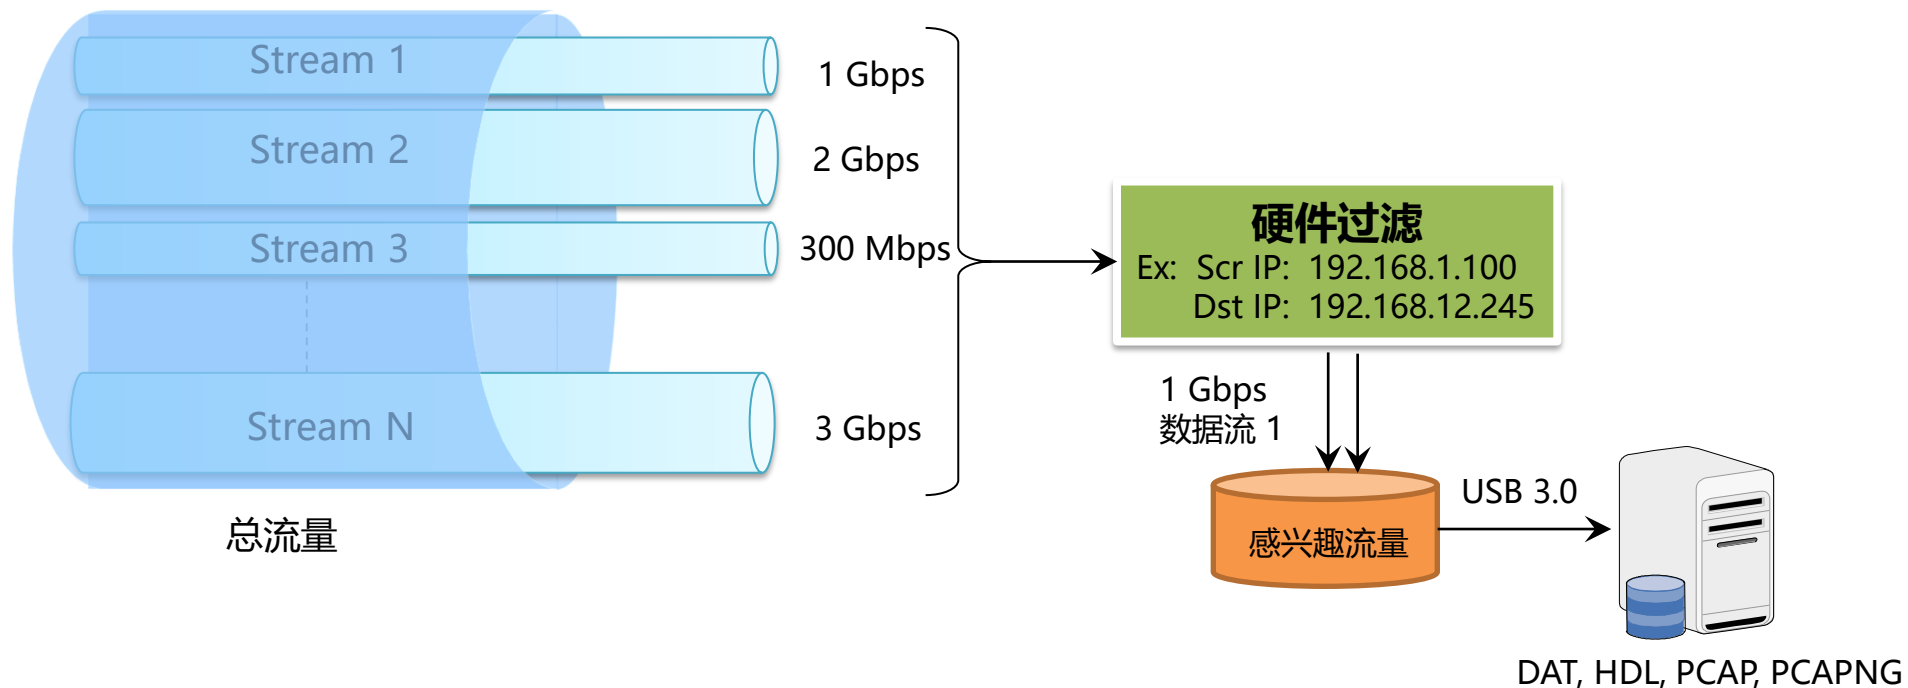 Stream 1
1 Gbps
Stream 2
2 Gbps
Stream 3
300 Mbps
Stream N
3 Gbps
总流量
硬件过滤
Ex: Scr IP: 192.168.1.100
Dst IP: 192.168.12.245
1 Gbps
数据流 1
感兴趣流量
USB 3.0
DAT, HDL, PCAP, PCAPNG